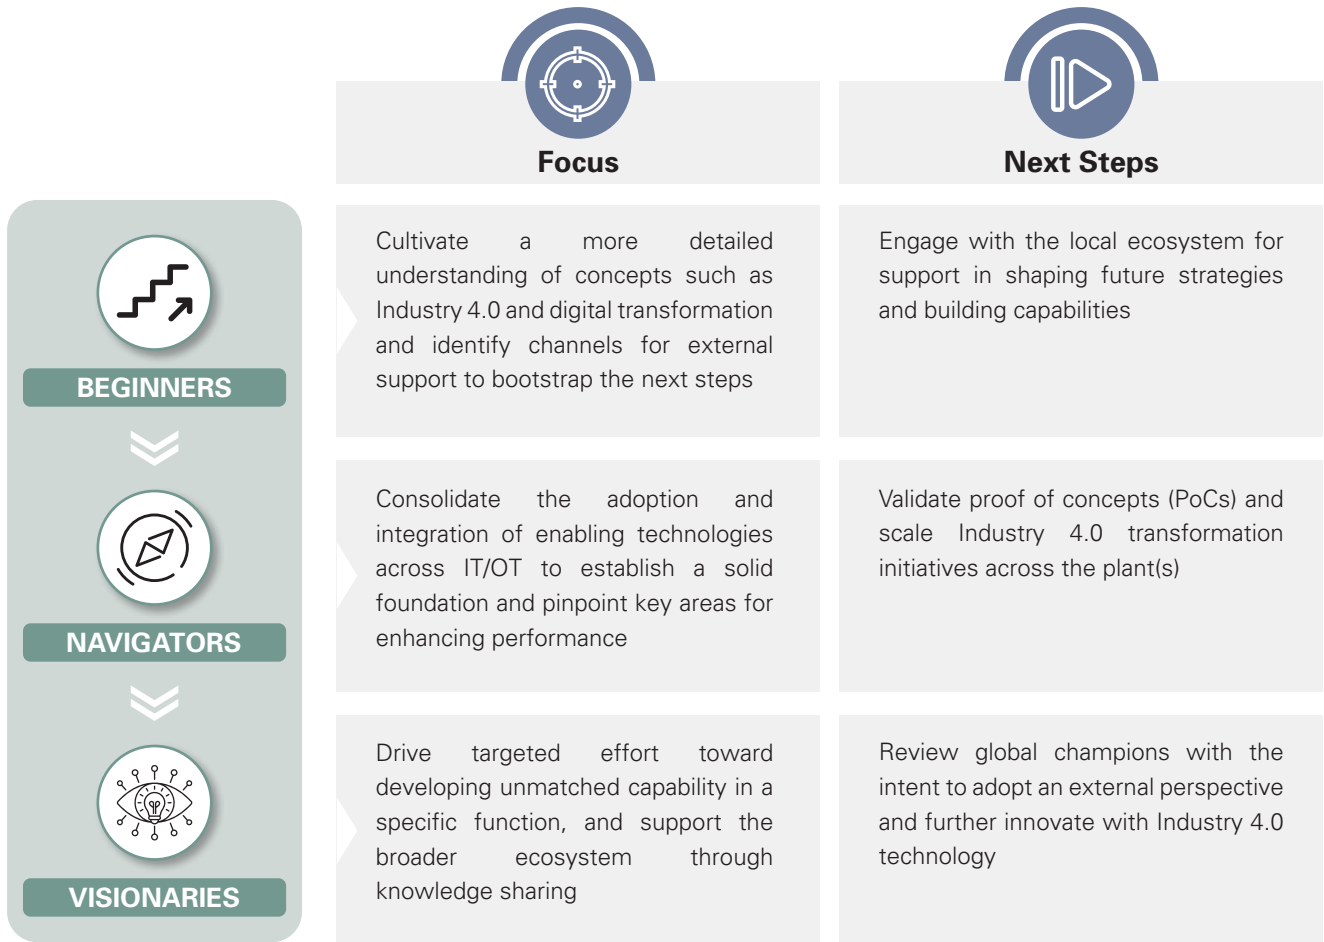 Focus
Next Steps
BEGINNERS
Cultivate a more detailed
understanding of concepts such as
Industry 4.0 and digital transformation
and identify channels for external
support to bootstrap the next steps
Engage with the local ecosystem for
support in shaping future strategies
and building capabilities
NAVIGATORS
Consolidate the adoption and
integration of enabling technologies
across IT/OT to establish a solid
foundation and pinpoint key areas for
enhancing performance
Validate proof of concepts (PoCs) and
scale Industry 4.0 transformation
initiatives across the plant(s)
VISIONARIES
Drive targeted effort toward
developing unmatched capability in a
specific function, and support the
broader ecosystem through
knowledge sharing
Review global champions with the
intent to adopt an external perspective
and further innovate with Industry 4.0
technology